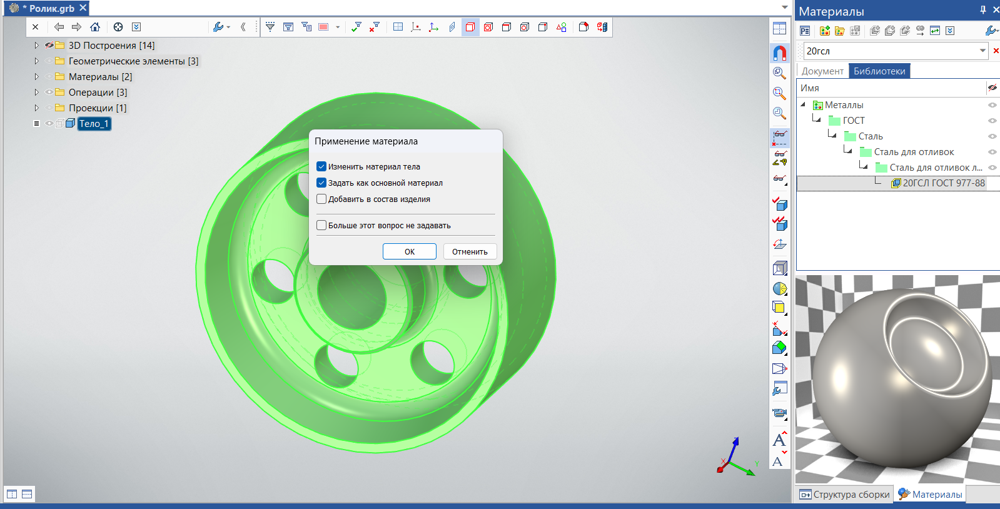 * Ролик.grb
3D Построения [14]
Геометрические элементы [3]
Материалы [2]
Операции [3]
Проекции [1]
Тело_1
Применение материала
Изменить материал тела
Задать как основной материал
Добавить в состав изделия
Больше этот вопрос не задавать
ОК
Отменить
X
Y
A
A
Материалы
20гсл
Документ
Библиотеки
Имя
Металлы
ГОСТ
Сталь
Сталь для отливок
Сталь для отливок л...
20ГСЛ ГОСТ 977-88
Структура сборки
Материалы